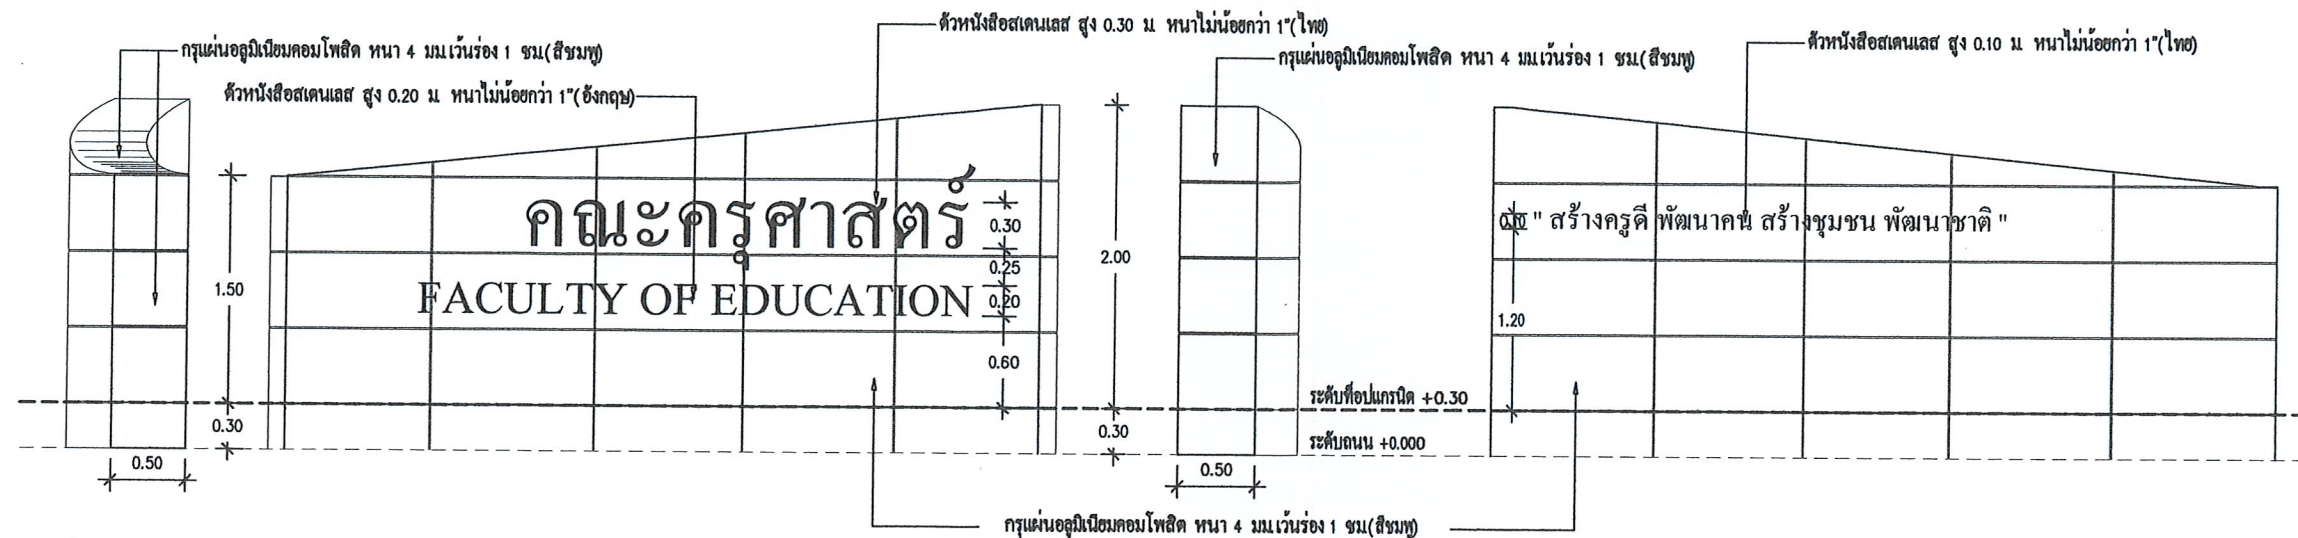 ตัวหนังสือสเตนเลส สูง 0.30 ม. หนาไม่น้อยกว่า 1"(ไทย)
กรุแผ่นอลูมิเนียมคอมโพสิต หนา 4 มม.เว้นร่อง 1 ซม.(สีชมพู)
กรุแผ่นอลูมิเนียมคอมโพสิต หนา 4 มม.เว้นร่อง 1 ซม.(สีชมพู)
ตัวหนังสือสเตนเลส สูง 0.10 ม. หนาไม่น้อยกว่า 1"(ไทย)
ตัวหนังสือสเตนเลส สูง 0.20 ม. หนาไม่น้อยกว่า 1"(อังกฤษ)
คณะครุศาสตร์
0.30
0.10 " สร้างครูดี พัฒนาคน สร้างชุมชน พัฒนาชาติ "
2.00
0.25
1.50
FACULTY OF EDUCATION
0.20
1.20
0.60
ระดับท็อปแกรนิต +0.30
0.30
0.30
ระดับถนน +0.000
0.50
0.50
กรุแผ่นอลูมิเนียมคอมโพสิต หนา 4 มม.เว้นร่อง 1 ซม.(สีชมพู)